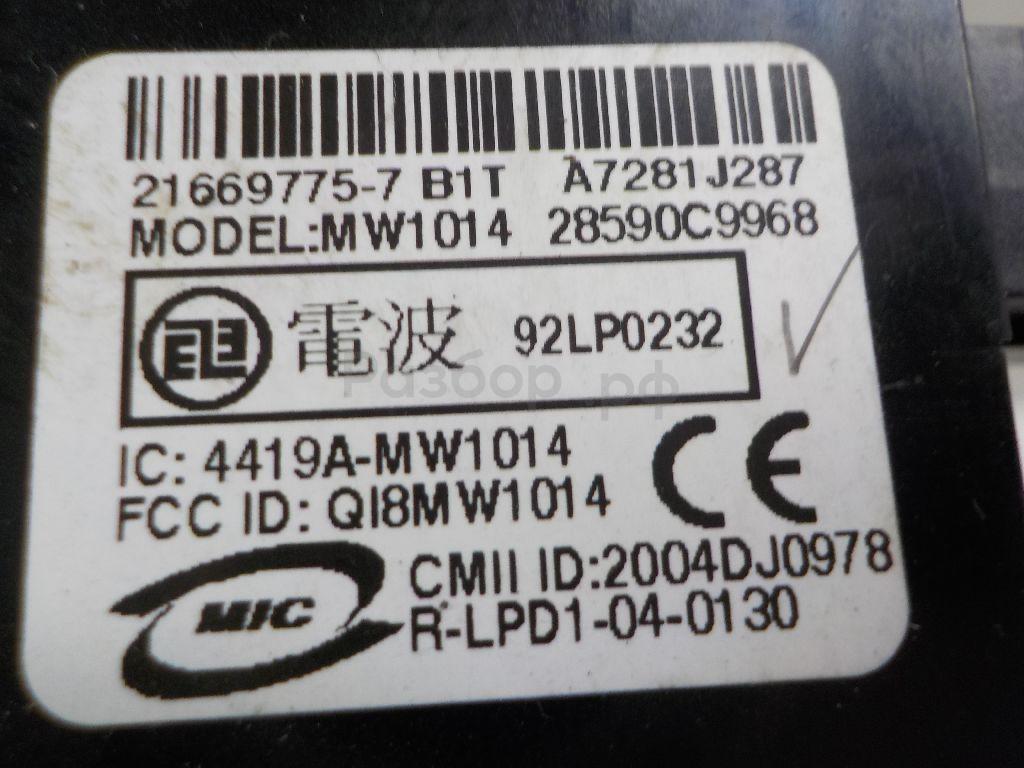 21669775-7 B1T A7281J287
MODEL:MW1014 28590C9968
電波 92LP0232
Разбор.рф
IC: 4419A-MW1014
FCC ID: QI8MW1014
CE
CMII ID:2004DJ0978
MIC
R-LPD1-04-0130